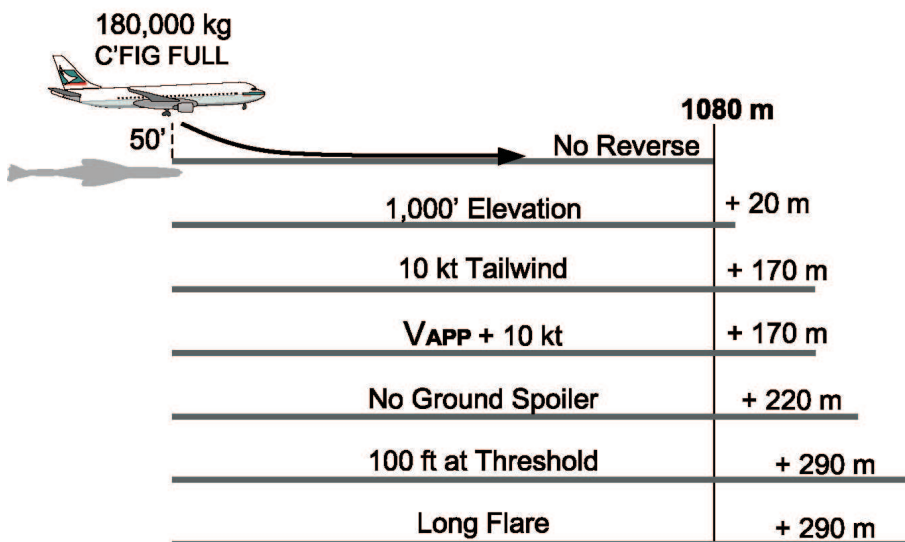 180,000 kg
C'FIG FULL
1080 m
50'
No Reverse
1,000' Elevation
+ 20 m
10 kt Tailwind
+ 170 m
VAPP + 10 kt
+ 170 m
No Ground Spoiler
+ 220 m
100 ft at Threshold
+ 290 m
Long Flare
+ 290 m